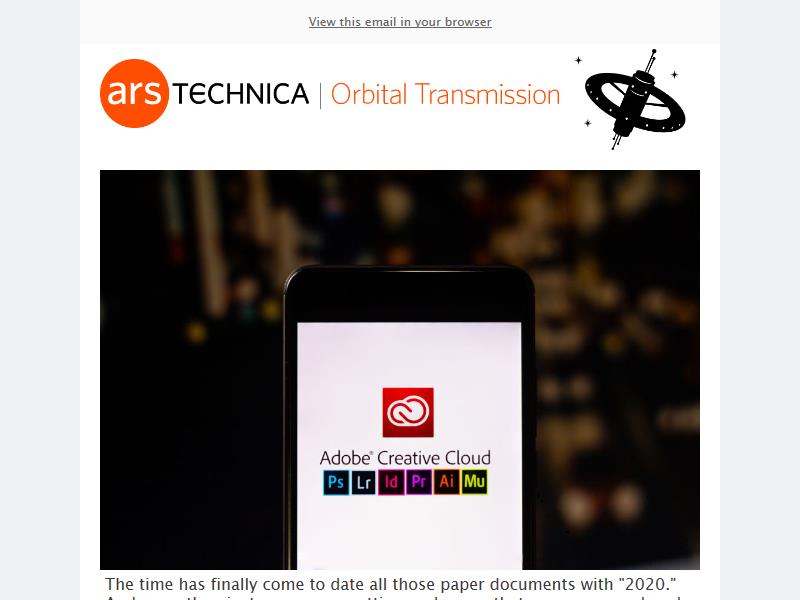 View this email in your browser
ars TECHNICA | Orbital Transmission
Adobe® Creative Cloud
Ps Lr Id Pr Ai Mu
The time has finally come to date all those paper documents with "2020."